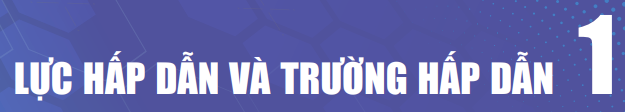 LỰC HẤP DẪN VÀ TRƯỜNG HẤP DẪN 1